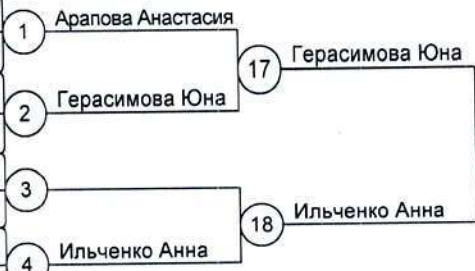 1 Арапова Анастасия
17 Герасимова Юна
2 Герасимова Юна
3
18 Ильченко Анна
4 Ильченко Анна